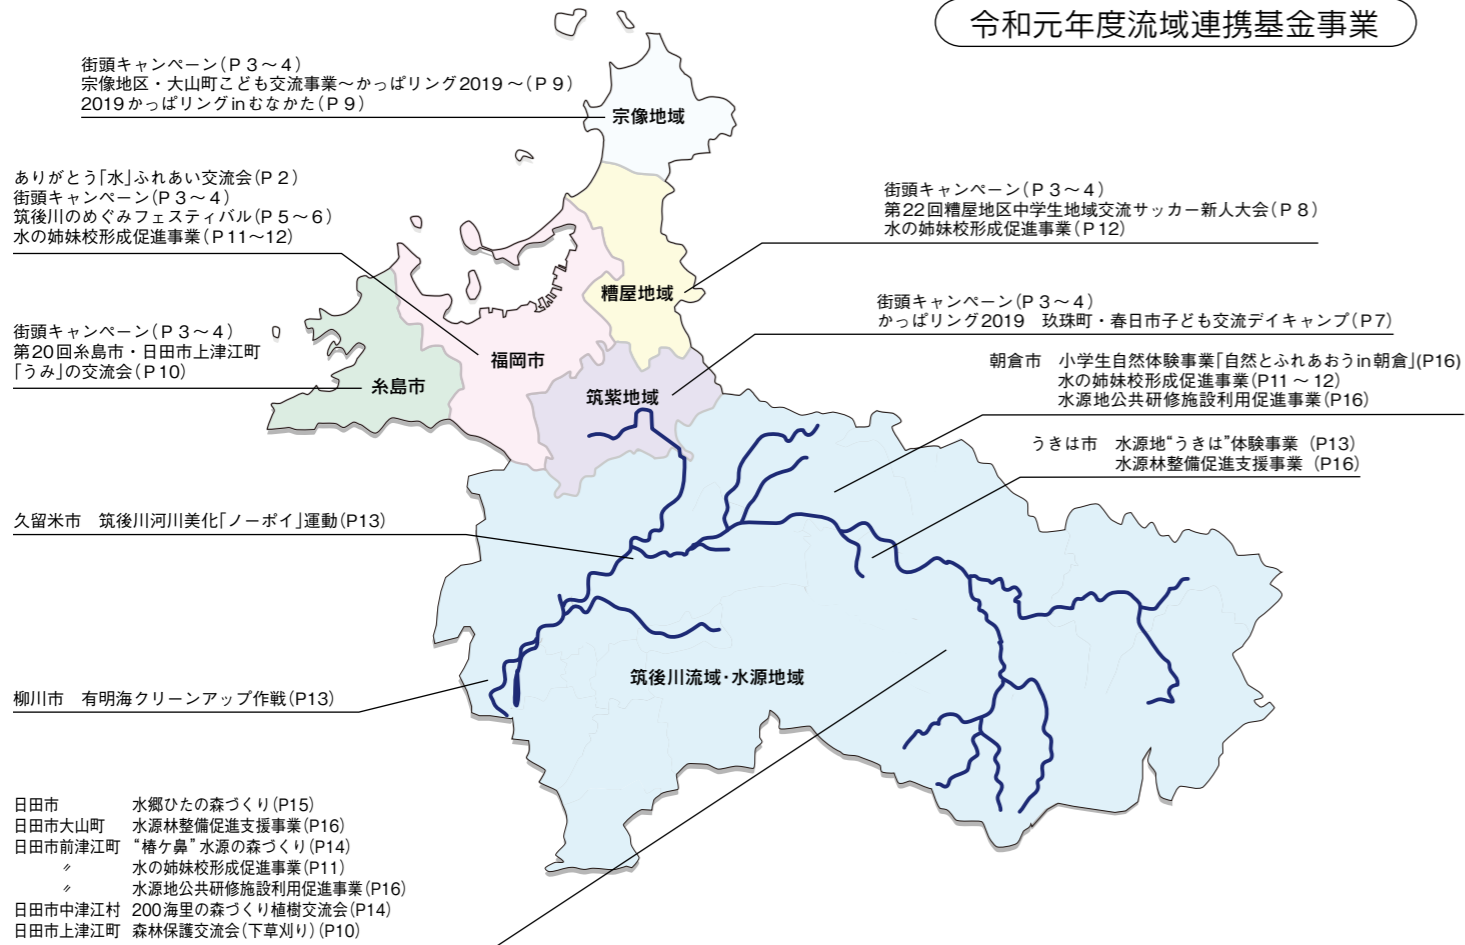 令和元年度流域連携基金事業
街頭キャンペーン(P 3～4)
宗像地区・大山町こども交流事業～かっぱリング2019～(P 9)
2019かっぱリングinむなかた(P 9)
宗像地域
ありがとう｢水｣ふれあい交流会(P 2)
街頭キャンペーン(P 3～4)
筑後川のめぐみフェスティバル(P 5～6)
水の姉妹校形成促進事業(P 11～12)
街頭キャンペーン(P 3～4)
第22回糟屋地区中学生地域交流サッカー新人大会(P 8)
水の姉妹校形成促進事業(P12)
糟屋地域
街頭キャンペーン(P 3～4)
かっぱリング2019　玖珠町・春日市子ども交流デイキャンプ(P7)
街頭キャンペーン(P 3～4)
第20回糸島市・日田市上津江町
｢うみ｣の交流会(P10)
福岡市
糸島市
筑紫地域
朝倉市　小学生自然体験事業｢自然とふれあおうin朝倉｣(P16)
水の姉妹校形成促進事業(P11～12)
水源地公共研修施設利用促進事業(P16)
うきは市　水源地“うきは”体験事業 (P13)
水源林整備促進支援事業 (P16)
久留米市　筑後川河川美化｢ノーポイ｣運動(P13)
筑後川流域・水源地域
柳川市　有明海クリーンアップ作戦(P13)
日田市　水郷ひたの森づくり(P15)
日田市大山町　水源林整備促進支援事業(P16)
日田市前津江町　“椿ケ鼻”水源の森づくり(P14)
〃　水の姉妹校形成促進事業(P11)
〃　水源地公共研修施設利用促進事業(P16)
日田市中津江村　200海里の森づくり植樹交流会(P14)
日田市上津江町　森林保護交流会(下草刈り)(P10)